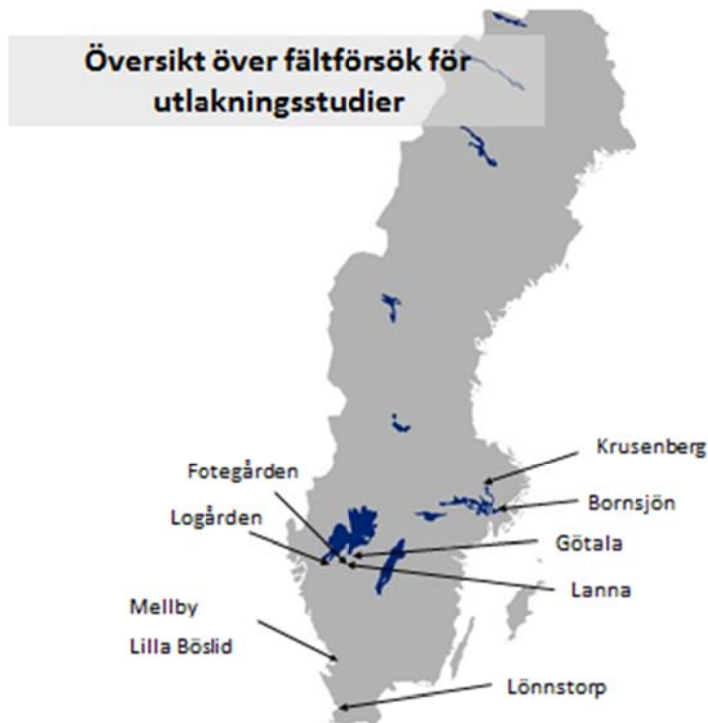 Översikt över fältförsök för
utlakningsstudier
Krusenberg
Fotegården
Bornsjön
Logården
Götala
Lanna
Mellby
Lilla Böslid
Lönnstorp